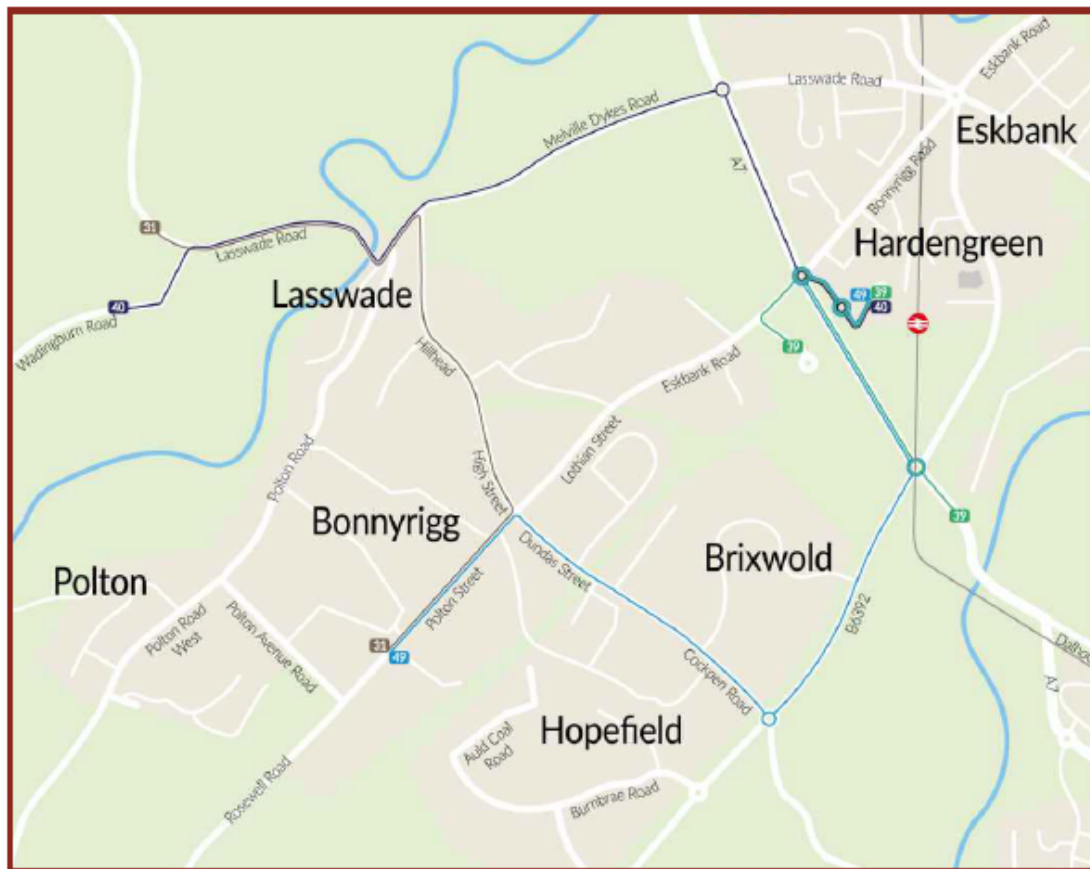 Eskbank Road
Lasswade Road
Melville Dykes Road
Eskbank
A7
Bonnyrigg Road
Hardengreen
31
Lasswade Road
49
39
40
40
Lasswade
Wadingburn Road
39
Hillhead
Eskbank Road
Lothian Street
Polton Road
High Street
39
Bonnyrigg
Dundas Street
Brixwold
Polton
Polton Street
B6392
Polton Road
West
Polton Avenue Road
31
49
Cockpen Road
A7
Hopefield
Auld Coal
Road
Rosewell Road
Burnbrae Road